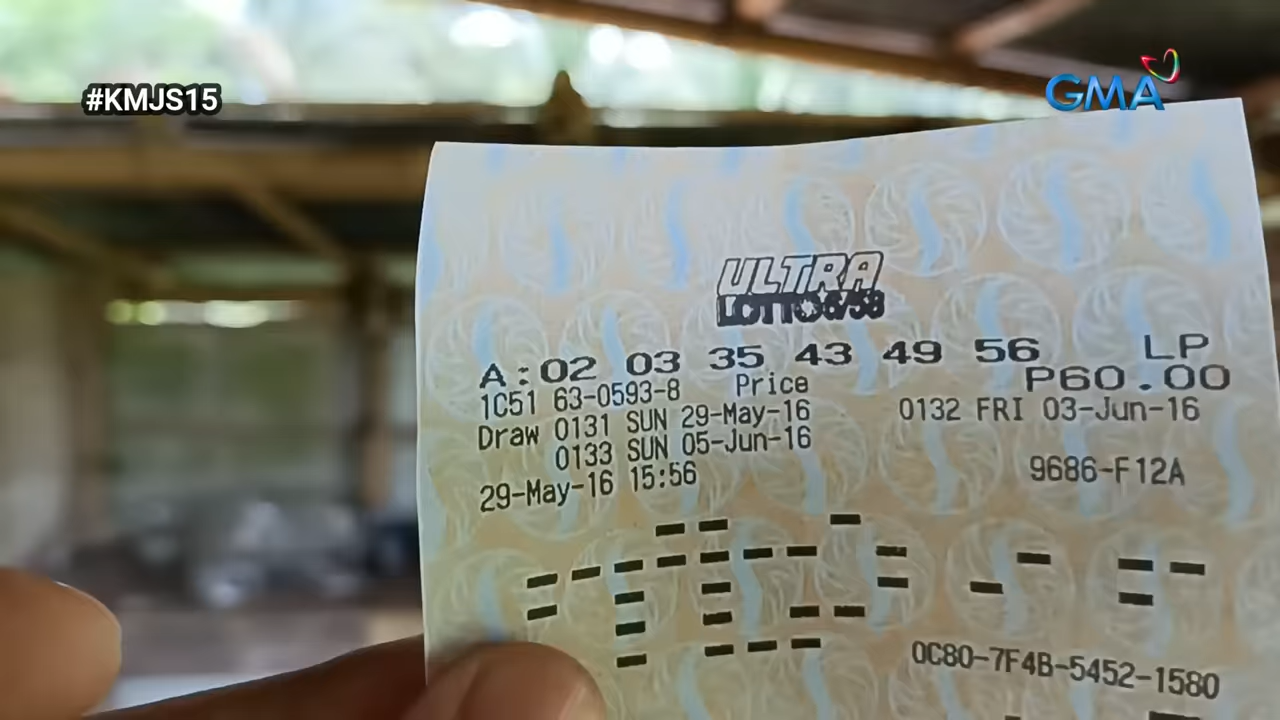 #KMJS15
GMA
ULTRA
LOTTO 6/58
A:02 03 35 43 49 56 LP
1C51 63-0593-8 Price P60.00
Draw 0131 SUN 29-May-16 0132 FRI 03-Jun-16
0133 SUN 05-Jun-16
29-May-16 15:56 9686-F12A
0C80-7F4B-5452-1580